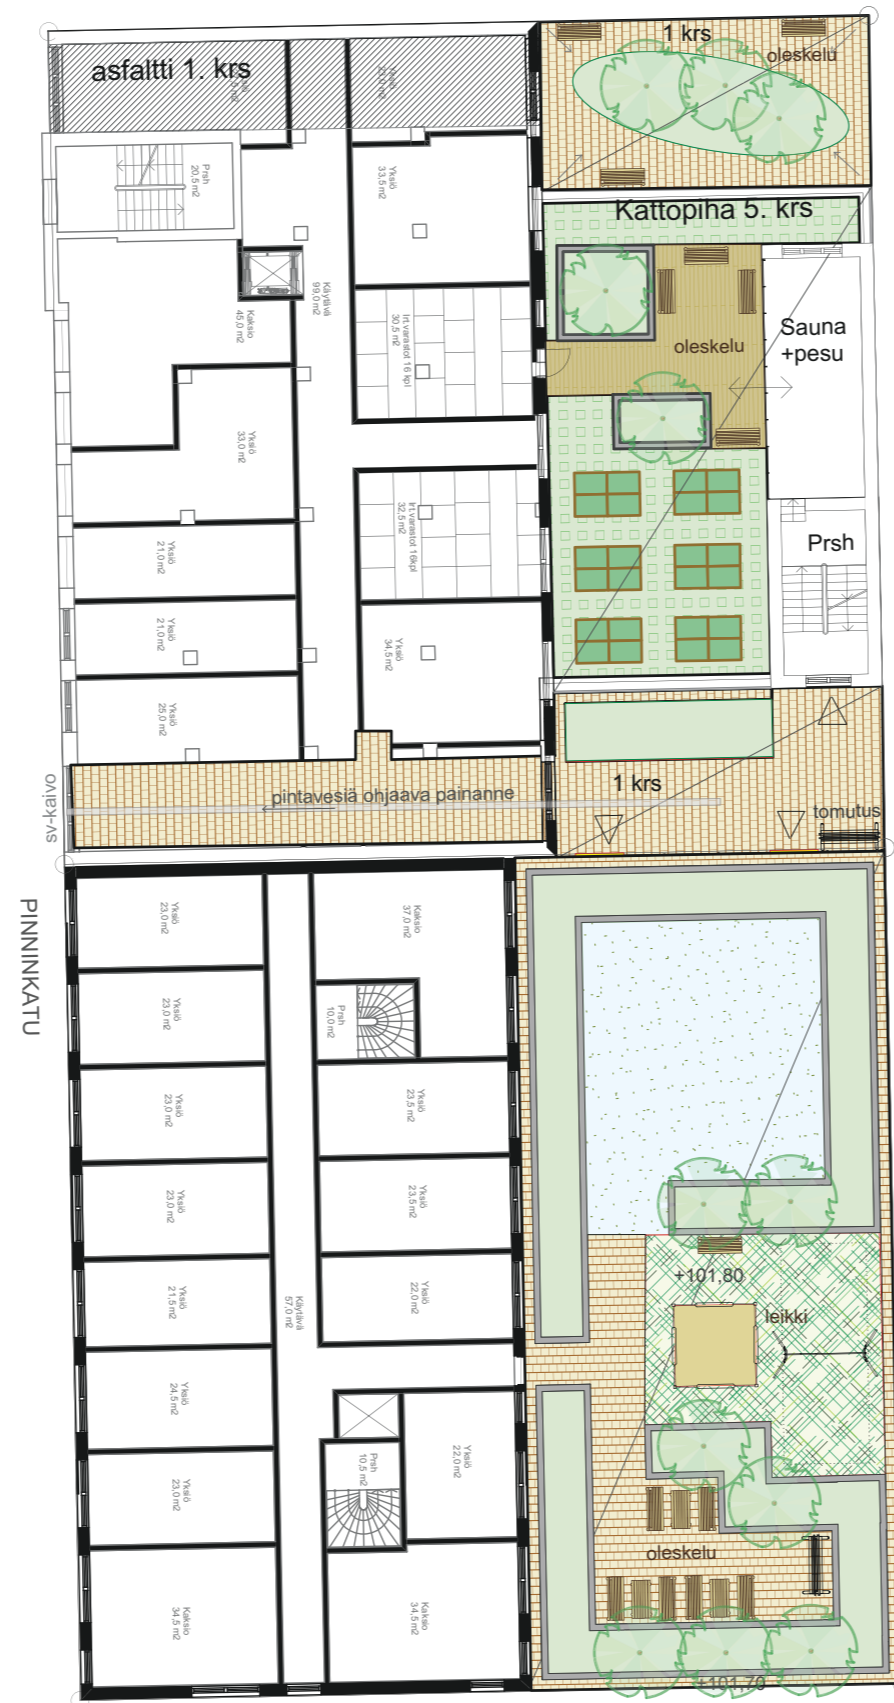 1 krs
oleskelu
asfaltti 1. krs
Yksiö
23,0 m2
Prsh
20,5 m2
Yksiö
33,5 m2
Kattopiha 5. krs
Käytävä
99,0 m2
Kaksio
45,0 m2
Irt.varastot 16 kpl
30,5 m2
oleskelu
Sauna
+pesu
Yksiö
33,0 m2
Irt.varastot 16kpl
32,5 m2
Prsh
Yksiö
21,0 m2
Yksiö
21,0 m2
Yksiö
34,5 m2
Yksiö
25,0 m2
sv-kaivo
pintavesiä ohjaava painanne
1 krs
tomutus
PINNINKATU
Yksiö
23,0 m2
Kaksio
37,0 m2
Yksiö
23,0 m2
Prsh
10,0 m2
Yksiö
23,0 m2
Yksiö
23,5 m2
Yksiö
23,0 m2
Yksiö
23,5 m2
Yksiö
21,5 m2
Käytävä
57,0 m2
Yksiö
22,0 m2
+101,80
leikki
Yksiö
24,5 m2
Yksiö
23,0 m2
Prsh
10,5 m2
Yksiö
22,0 m2
oleskelu
Kaksio
34,5 m2
Kaksio
34,5 m2
+101,70